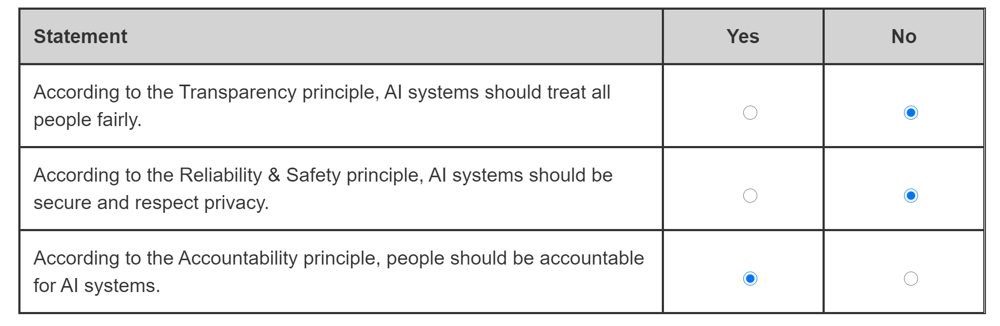 Statement Yes No
According to the Transparency principle, AI systems should treat all
people fairly.
According to the Reliability & Safety principle, AI systems should be
secure and respect privacy.
According to the Accountability principle, people should be accountable
for AI systems.